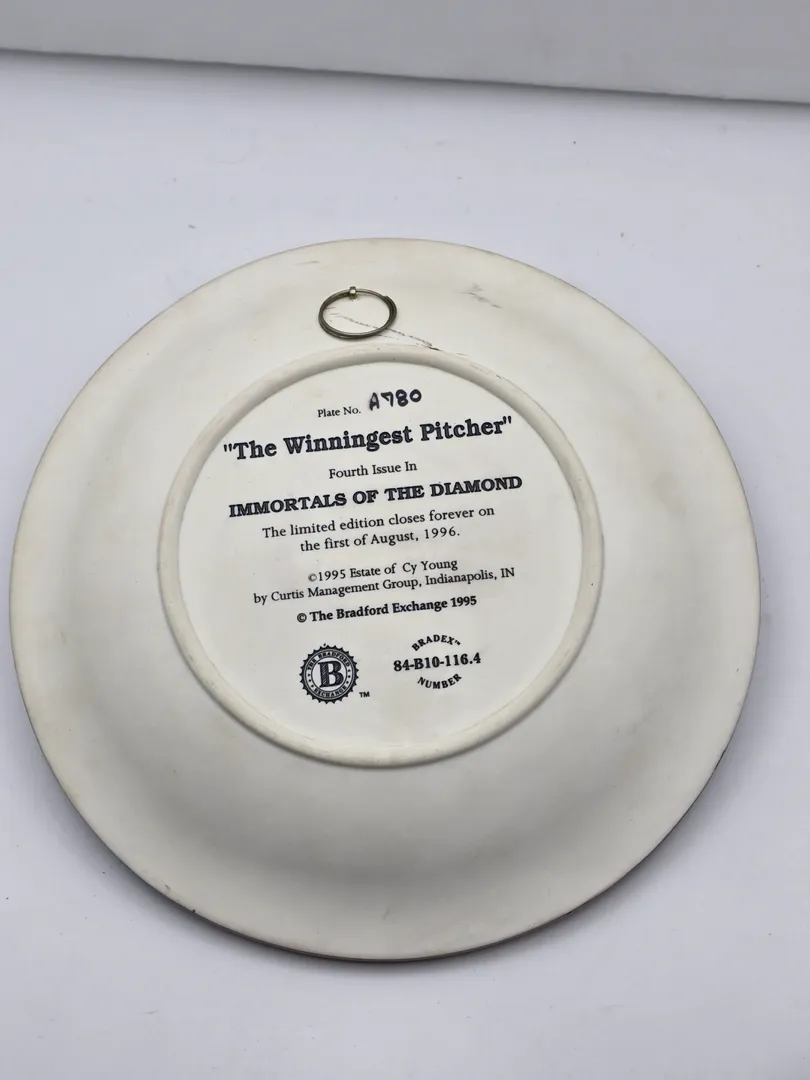 Plate No. A780
"The Winningest Pitcher"
Fourth Issue In
IMMORTALS OF THE DIAMOND
The limited edition closes forever on
the first of August, 1996.
©1995 Estate of Cy Young
by Curtis Management Group, Indianapolis, IN
© The Bradford Exchange 1995
THE BRADFORD
B
EXCHANGE
TM
BRADEX™
84-B10-116.4
NUMBER